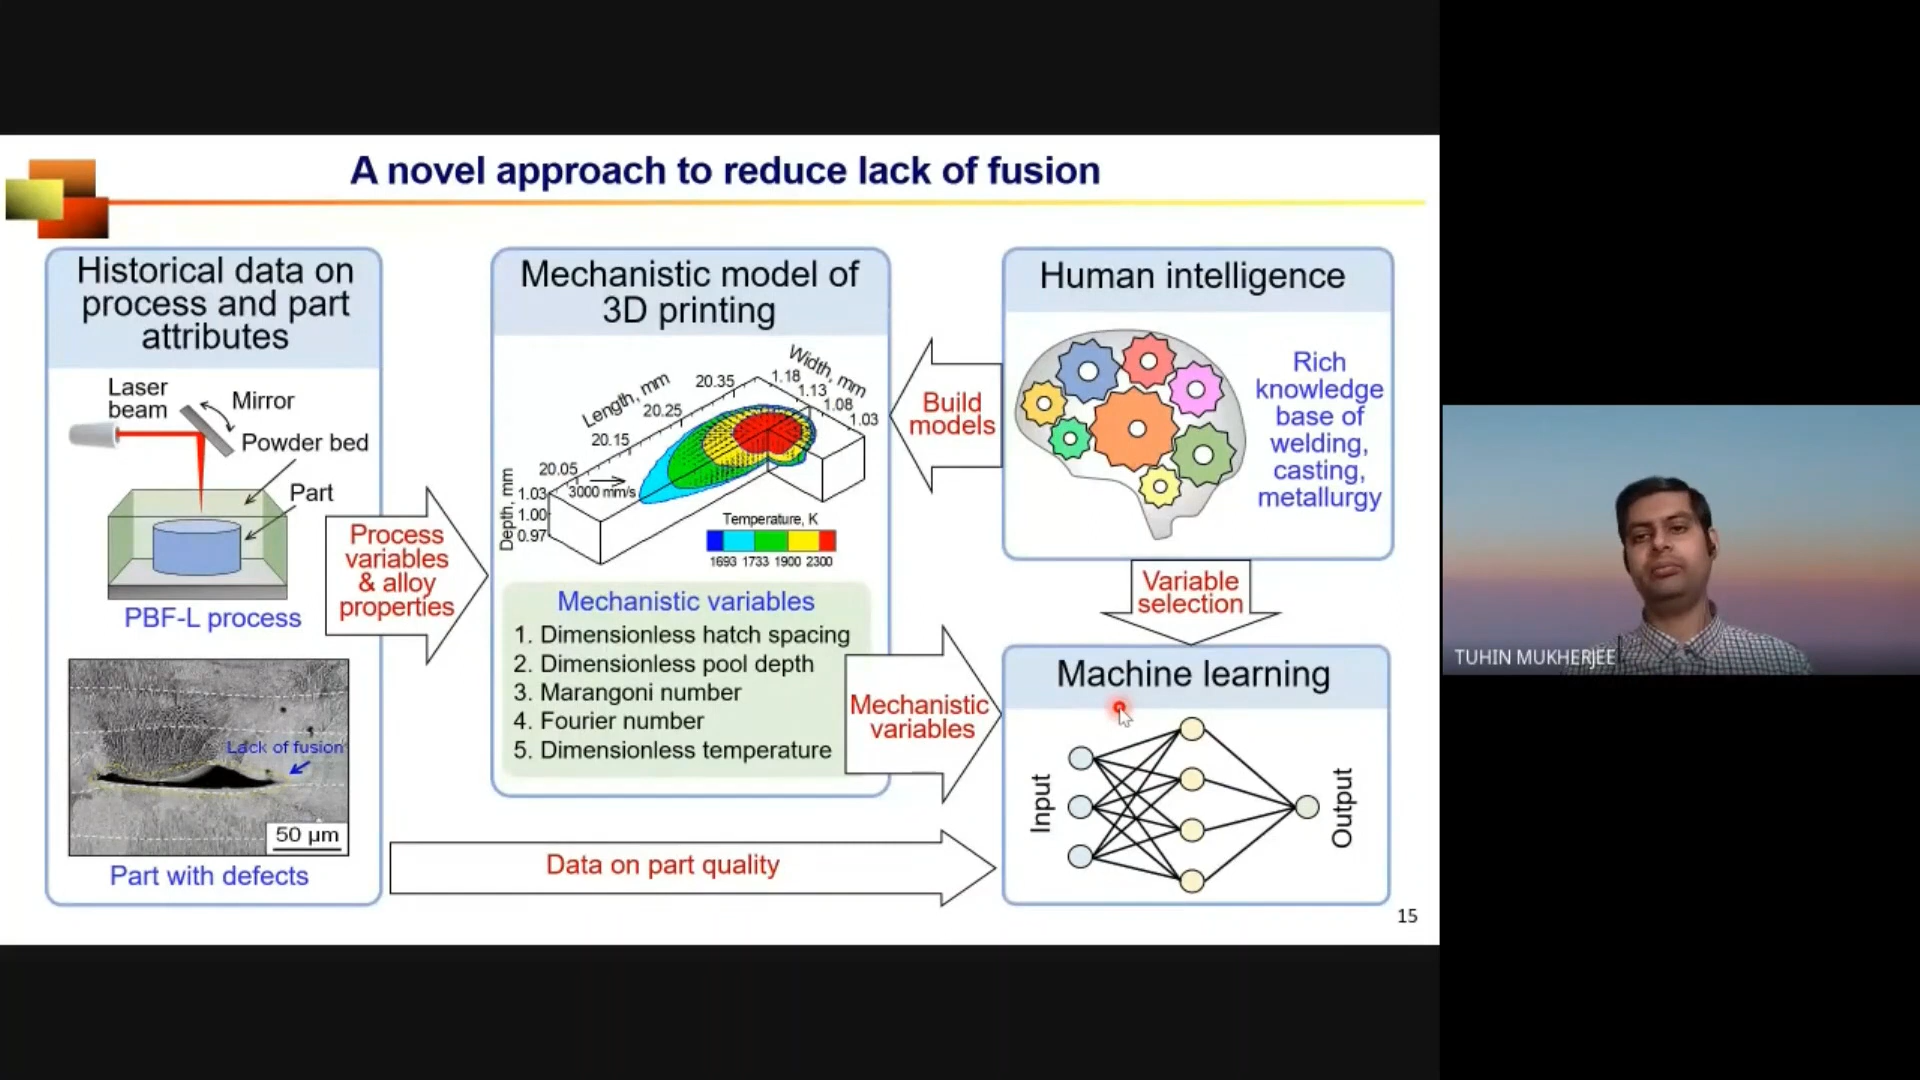 A novel approach to reduce lack of fusion
Historical data on
process and part
attributes
Laser
beam
Mirror
Powder bed
Part
PBF-L process
Lack of fusion
50 µm
Part with defects
Process
variables
& alloy
properties
Mechanistic model of
3D printing
Length, mm
20.35
20.25
20.15
20.05
Width, mm
1.18
1.13
1.08
1.03
Depth, mm
1.03
1.00
0.97
3000 mm/s
Temperature, K
1693 1733 1900 2300
Mechanistic variables
1. Dimensionless hatch spacing
2. Dimensionless pool depth
3. Marangoni number
4. Fourier number
5. Dimensionless temperature
Build
models
Human intelligence
Rich
knowledge
base of
welding,
casting,
metallurgy
Variable
selection
Mechanistic
variables
Machine learning
Input
Output
Data on part quality
15
TUHIN MUKHERJEE